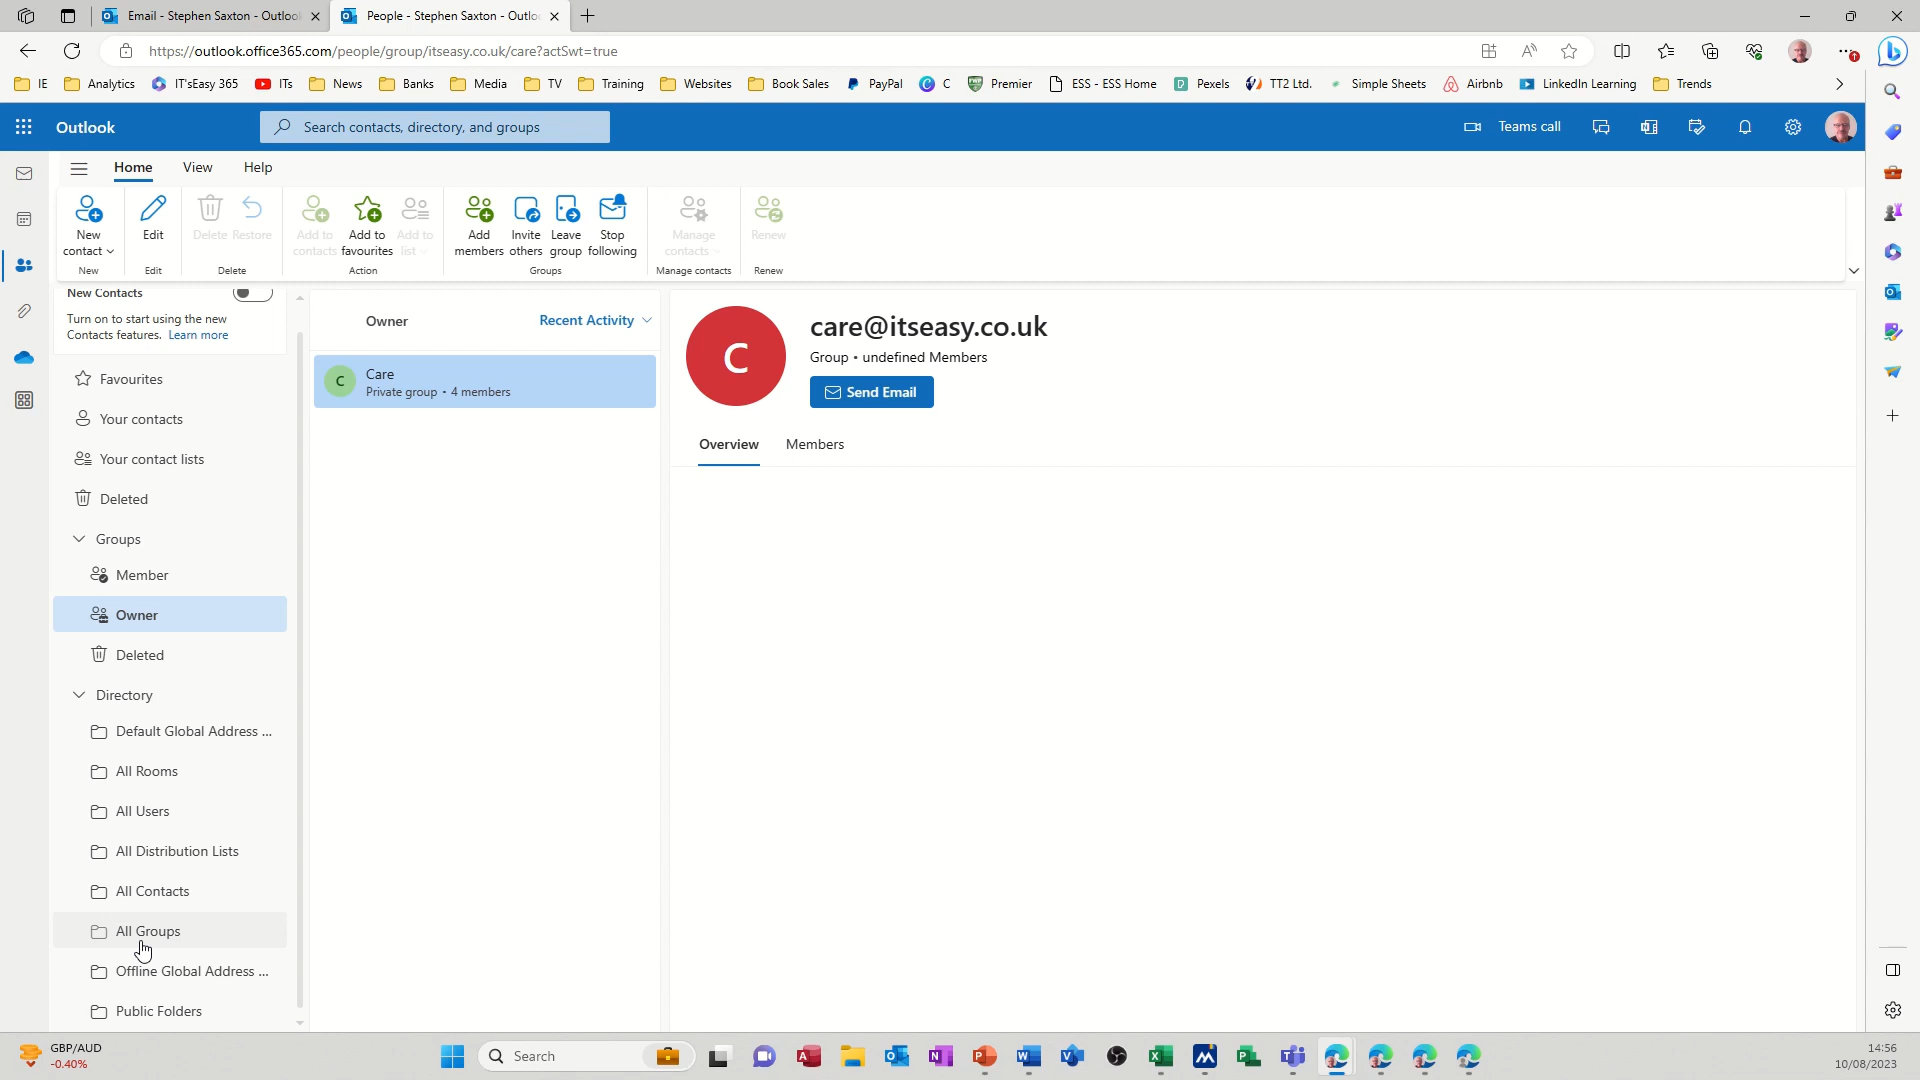 Email - Stephen Saxton - Outlook
People - Stephen Saxton - Outlo
https://outlook.office365.com/people/group/itseasy.co.uk/care?actSwt=true
IE
Analytics
IT'sEasy 365
ITs
News
Banks
Media
TV
Training
Websites
Book Sales
PayPal
C
Premier
ESS - ESS Home
Pexels
TT2 Ltd.
Simple Sheets
Airbnb
LinkedIn Learning
Trends
Outlook
Search contacts, directory, and groups
Teams call
Home
View
Help
New contact
Edit
Delete
Restore
Add to contacts
Add to favourites
Add to list
Add members
Invite others
Leave group
Stop following
Manage contacts
Renew
New
Edit
Delete
Action
Groups
Manage contacts
Renew
New Contacts
Turn on to start using the new
Contacts features. Learn more
Favourites
Your contacts
Your contact lists
Deleted
Groups
Member
Owner
Deleted
Directory
Default Global Address ...
All Rooms
All Users
All Distribution Lists
All Contacts
All Groups
Offline Global Address ...
Public Folders
Owner
Recent Activity
C
Care
Private group • 4 members
C
care@itseasy.co.uk
Group • undefined Members
Send Email
Overview
Members
GBP/AUD
-0.40%
Search
14:56
10/08/2023